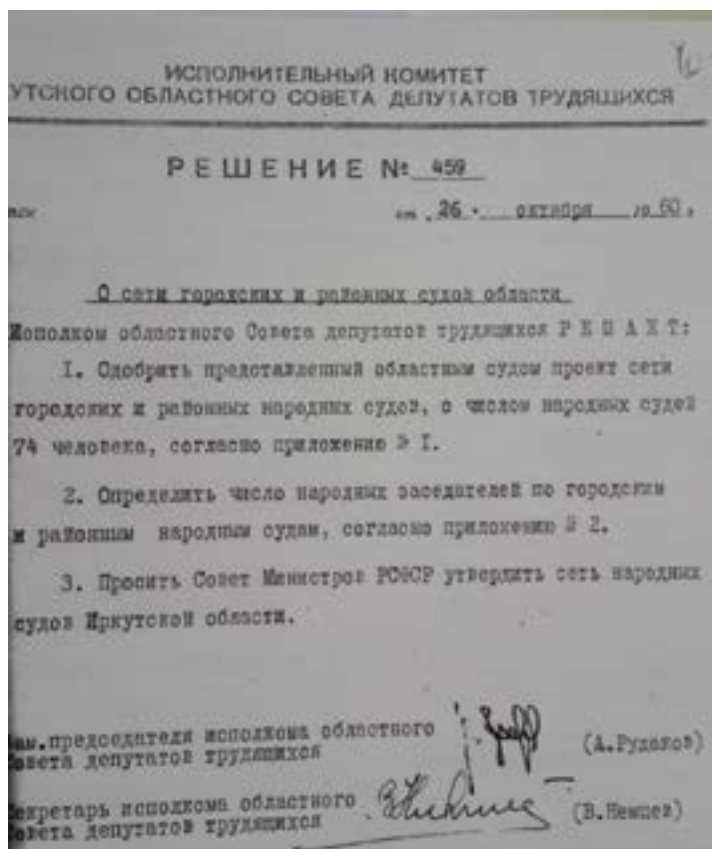 ИСПОЛНИТЕЛЬНЫЙ КОМИТЕТ
УТСКОГО ОБЛАСТНОГО СОВЕТА ДЕПУТАТОВ ТРУДЯЩИХСЯ
РЕШЕНИЕ № 459
от 26 октября 1960 г.
О сети городских и районных судов области
Исполком областного Совета депутатов трудящихся РЕШАЕТ:
1. Одобрить представленный областным судом проект сети
городских и районных народных судов, с числом народных судей
74 человека, согласно приложению № 1.
2. Определить число народных заседателей по городским
и районным народным судам, согласно приложению № 2.
3. Просить Совет Министров РСФСР утвердить сеть народных
судов Иркутской области.
Зам.председателя исполкома областного
Совета депутатов трудящихся
(А.Рудаков)
Секретарь исполкома областного
Совета депутатов трудящихся
(В.Немцев)